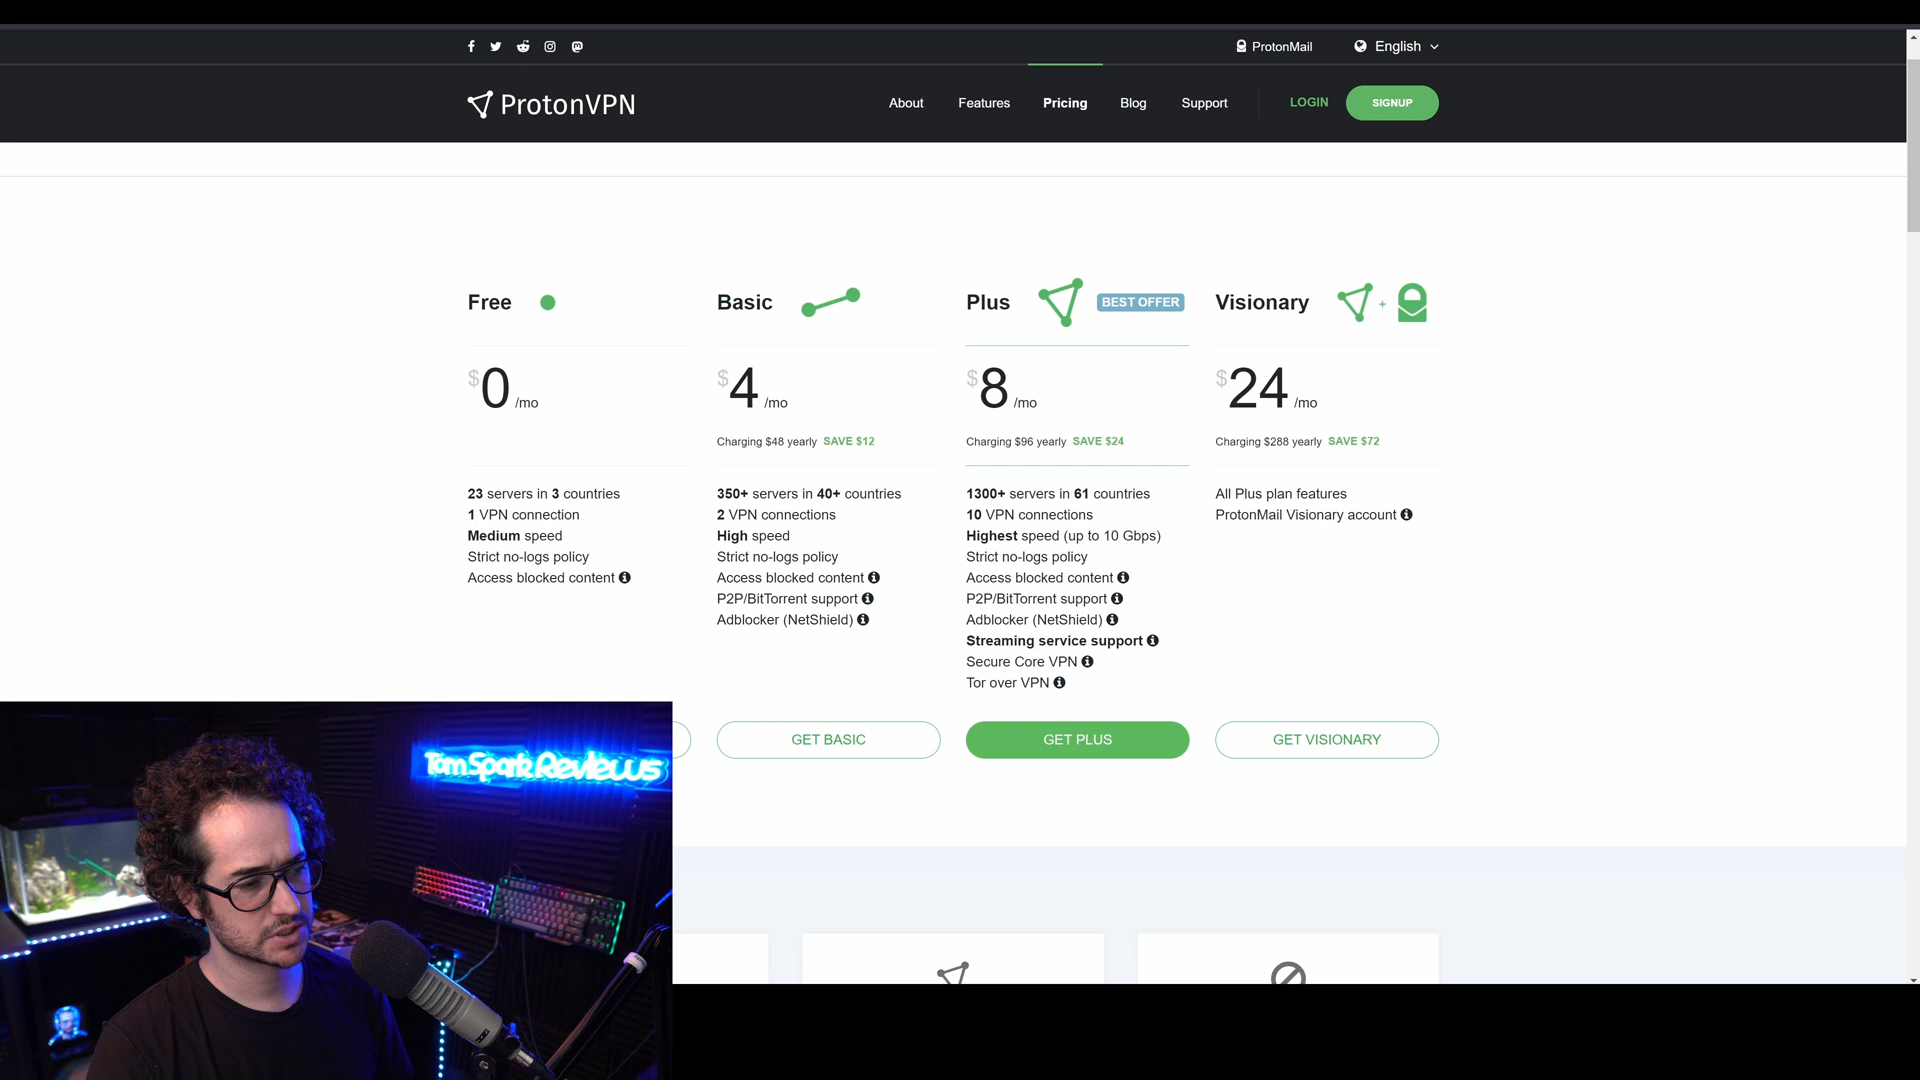 ProtonMail
English
ProtonVPN
About
Features
Pricing
Blog
Support
LOGIN
SIGNUP
Free
$0 /mo
23 servers in 3 countries
1 VPN connection
Medium speed
Strict no-logs policy
Access blocked content
Basic
$4 /mo
Charging $48 yearly SAVE $12
350+ servers in 40+ countries
2 VPN connections
High speed
Strict no-logs policy
Access blocked content
P2P/BitTorrent support
Adblocker (NetShield)
GET BASIC
Plus
BEST OFFER
$8 /mo
Charging $96 yearly SAVE $24
1300+ servers in 61 countries
10 VPN connections
Highest speed (up to 10 Gbps)
Strict no-logs policy
Access blocked content
P2P/BitTorrent support
Adblocker (NetShield)
Streaming service support
Secure Core VPN
Tor over VPN
GET PLUS
Visionary
$24 /mo
Charging $288 yearly SAVE $72
All Plus plan features
ProtonMail Visionary account
GET VISIONARY
Tom Spark Reviews